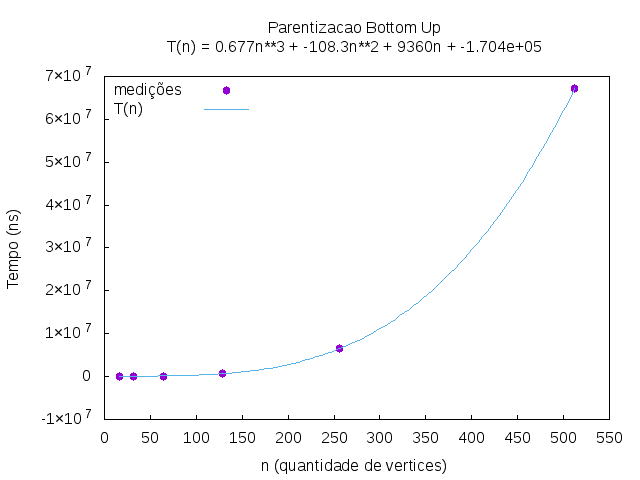 Parentizacao Bottom Up
T(n) = 0.677n**3 + -108.3n**2 + 9360n + -1.704e+05
7×10 7
6×10 7
5×10 7
4×10 7
3×10 7
2×10 7
1×10 7
0
-1×10 7
medições
T(n)
Tempo (ns)
0 50 100 150 200 250 300 350 400 450 500 550
n (quantidade de vertices)